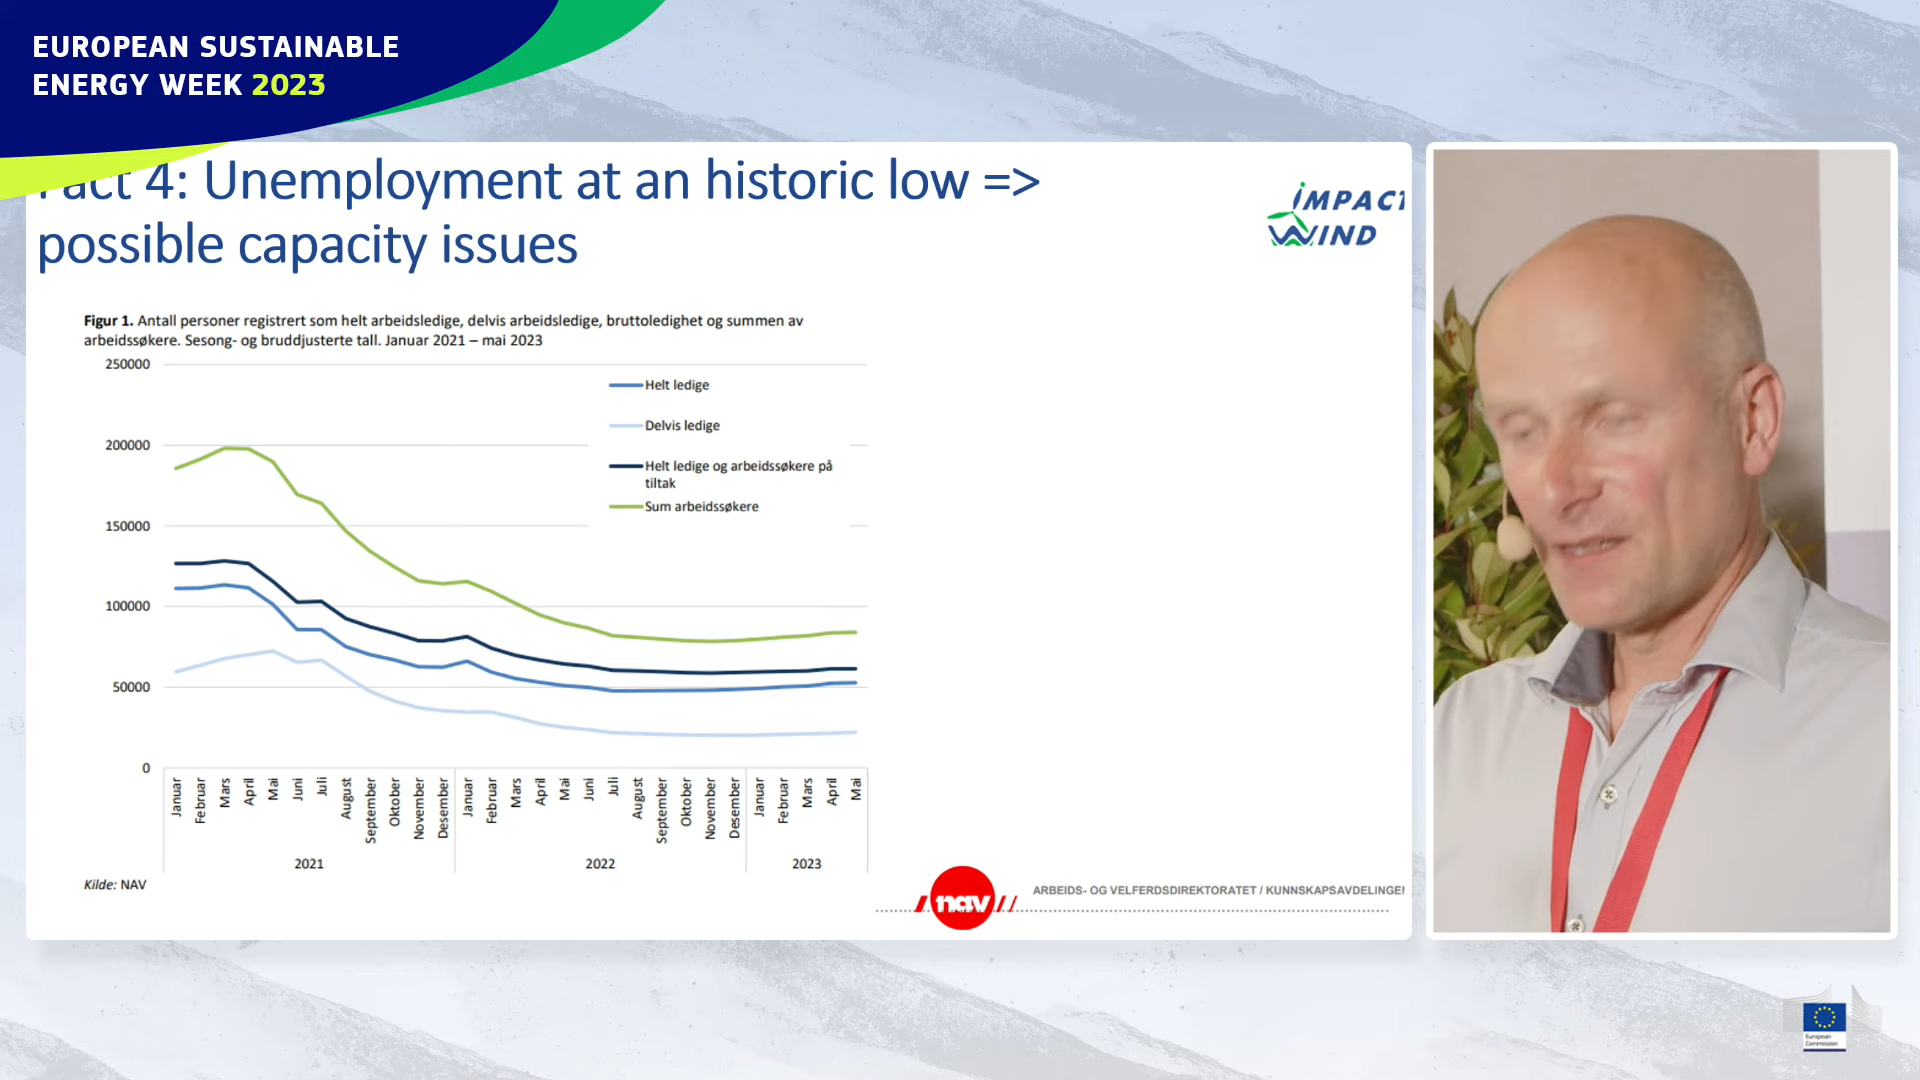 EUROPEAN SUSTAINABLE
ENERGY WEEK 2023
Fact 4: Unemployment at an historic low =>
possible capacity issues
IMPACT
WIND
Figur 1. Antall personer registrert som helt arbeidsledige, delvis arbeidsledige, bruttoledighet og summen av
arbeidssøkere. Sesong- og bruddjusterte tall. Januar 2021 – mai 2023
250000
200000
150000
100000
50000
0
Helt ledige
Delvis ledige
Helt ledige og arbeidssøkere på
tiltak
Sum arbeidssøkere
Januar
Februar
Mars
April
Mai
Juni
Juli
August
September
Oktober
November
Desember
Januar
Februar
Mars
April
Mai
Juni
Juli
August
September
Oktober
November
Desember
Januar
Februar
Mars
April
Mai
2021
2022
2023
Kilde: NAV
nav
ARBEIDS- OG VELFERDSDIREKTORATET / KUNNSKAPSAVDELINGEN
European
Commission